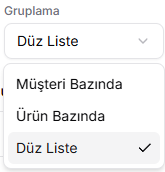 Gruplama
Düz Liste
Müşteri Bazında
Ürün Bazında
Düz Liste